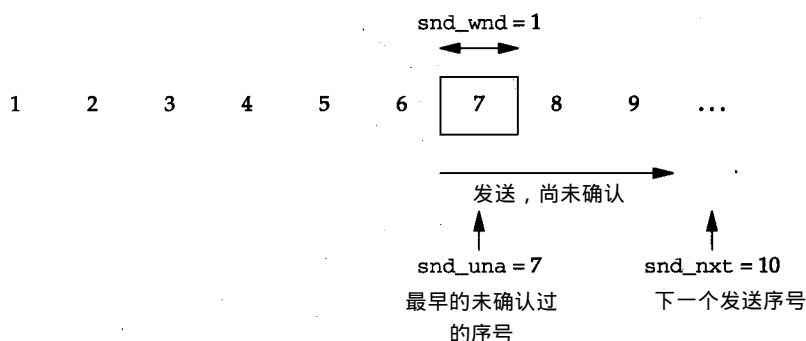 snd_wnd = 1
1 2 3 4 5 6 7 8 9 ...
发送，尚未确认
snd_una = 7 snd_nxt = 10
最早的未确认过 下一个发送序号
的序号